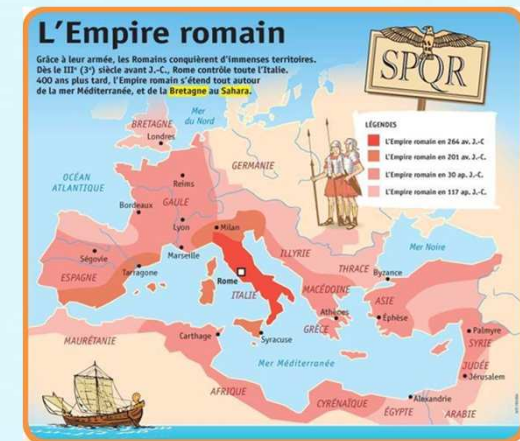 L'Empire romain
Grâce à leur armée, les Romains conquièrent d'immenses territoires.
Dès le IIIᵉ (3ᵉ) siècle avant J.-C., Rome contrôle toute l'Italie.
400 ans plus tard, l'Empire romain s'étend tout autour
de la mer Méditerranée, et de la Bretagne au Sahara.
SPQR
LÉGENDES
L'Empire romain en 264 av. J.-C
L'Empire romain en 201 av. J.-C.
L'Empire romain en 30 ap. J.-C.
L'Empire romain en 117 ap. J.-C.
Mer
du Nord
BRETAGNE
Londres
GERMANIE
OCÉAN
ATLANTIQUE
Reims
GAULE
Bordeaux
Lyon
Milan
Mer Noire
ILLYRIE
Ségovie
Marseille
THRACE
Byzance
ESPAGNE
Tarragone
Rome
ITALIE
MACÉDOINE
ASIE
Athènes
Éphèse
GRÈCE
MAURÉTANIE
Carthage
Syracuse
Palmyre
SYRIE
Mer Méditerranée
JUDÉE
Jérusalem
AFRIQUE
CYRÉNAÏQUE
Alexandrie
ÉGYPTE
ARABIE